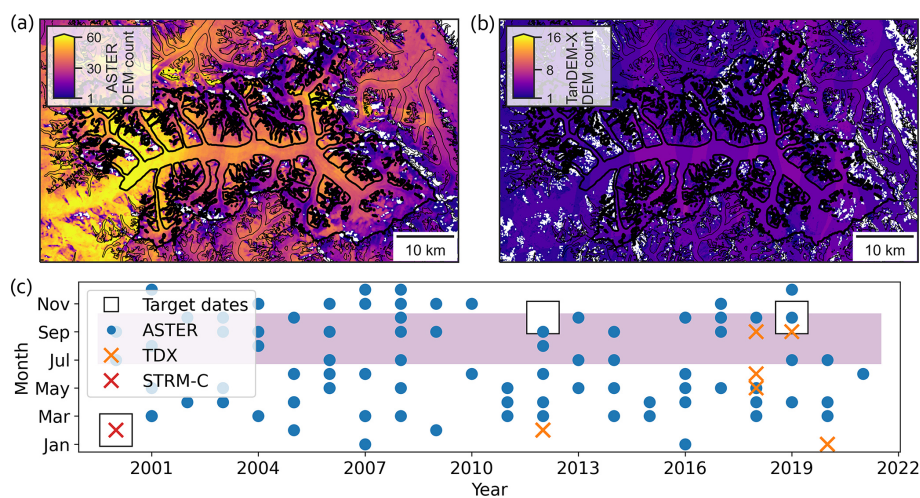 (a)
60
30
1
ASTER
DEM count
10 km
(b)
16
8
1
TanDEM-X
DEM count
10 km
(c)
Target dates
ASTER
TDX
STRM-C
Month
Nov
Sep
Jul
May
Mar
Jan
2001 2004 2007 2010 2013 2016 2019 2022
Year